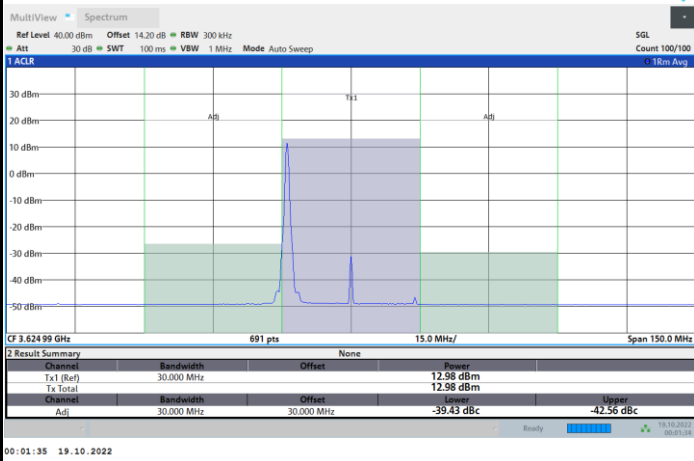 MultiView Spectrum
Ref Level 40.00 dBm Offset 14.20 dB RBW 300 kHz SGL
Att 30 dB SWT 100 ms VBW 1 MHz Mode Auto Sweep Count 100/100
1 ACLR 1Rm Avg
30 dBm
Tx1
20 dBm Adj Adj
10 dBm
0 dBm
-10 dBm
-20 dBm
-30 dBm
-40 dBm
-50 dBm
CF 3.62499 GHz 691 pts 15.0 MHz/ Span 150.0 MHz
2 Result Summary None
Channel Bandwidth Offset Power
Tx1 (Ref) 30.000 MHz 12.98 dBm
Tx Total 12.98 dBm
Channel Bandwidth Offset Lower Upper
Adj 30.000 MHz 30.000 MHz -39.43 dBc -42.56 dBc
Ready 19.10.2022
00:01:34
00:01:35 19.10.2022